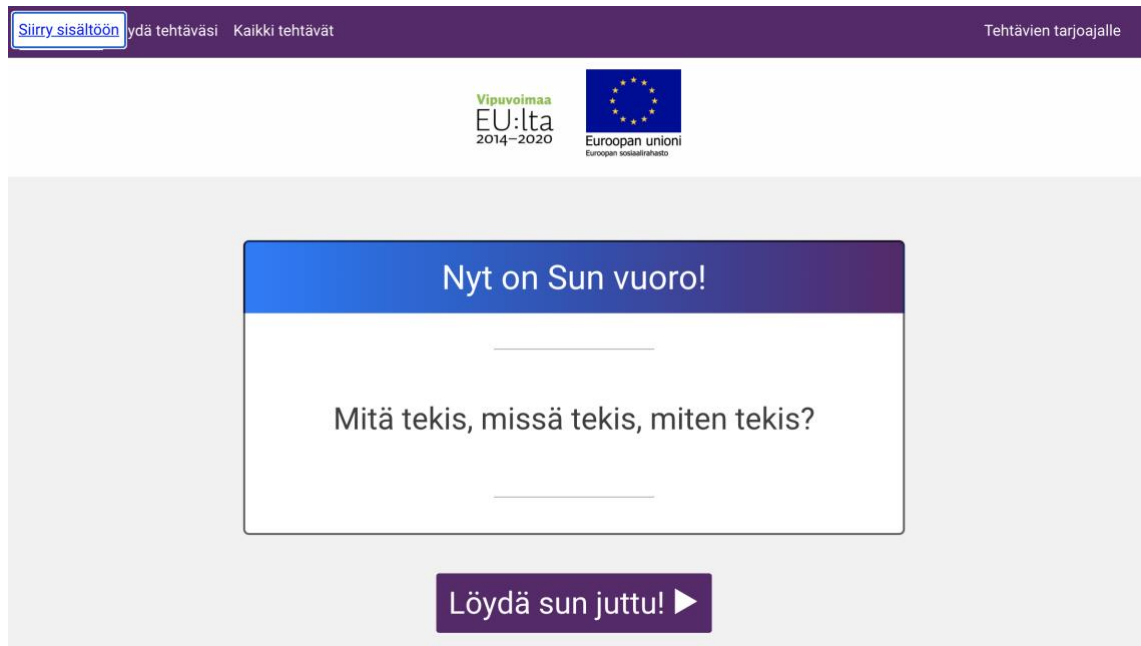 Siirry sisältöön ydä tehtäväsi Kaikki tehtävät Tehtävien tarjoajalle
Vipuvoimaa
EU:lta
2014–2020
Euroopan unioni
Euroopan sosiaalirahasto
Nyt on Sun vuoro!
Mitä tekis, missä tekis, miten tekis?
Löydä sun juttu!